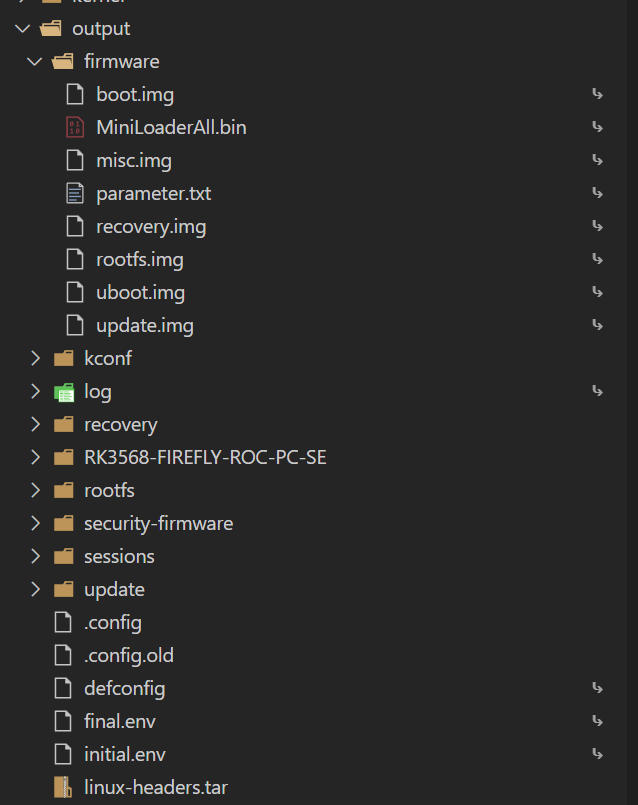 kernel
output
firmware
boot.img
MiniLoaderAll.bin
misc.img
parameter.txt
recovery.img
rootfs.img
uboot.img
update.img
kconf
log
recovery
RK3568-FIREFLY-ROC-PC-SE
rootfs
security-firmware
sessions
update
.config
.config.old
defconfig
final.env
initial.env
linux-headers.tar